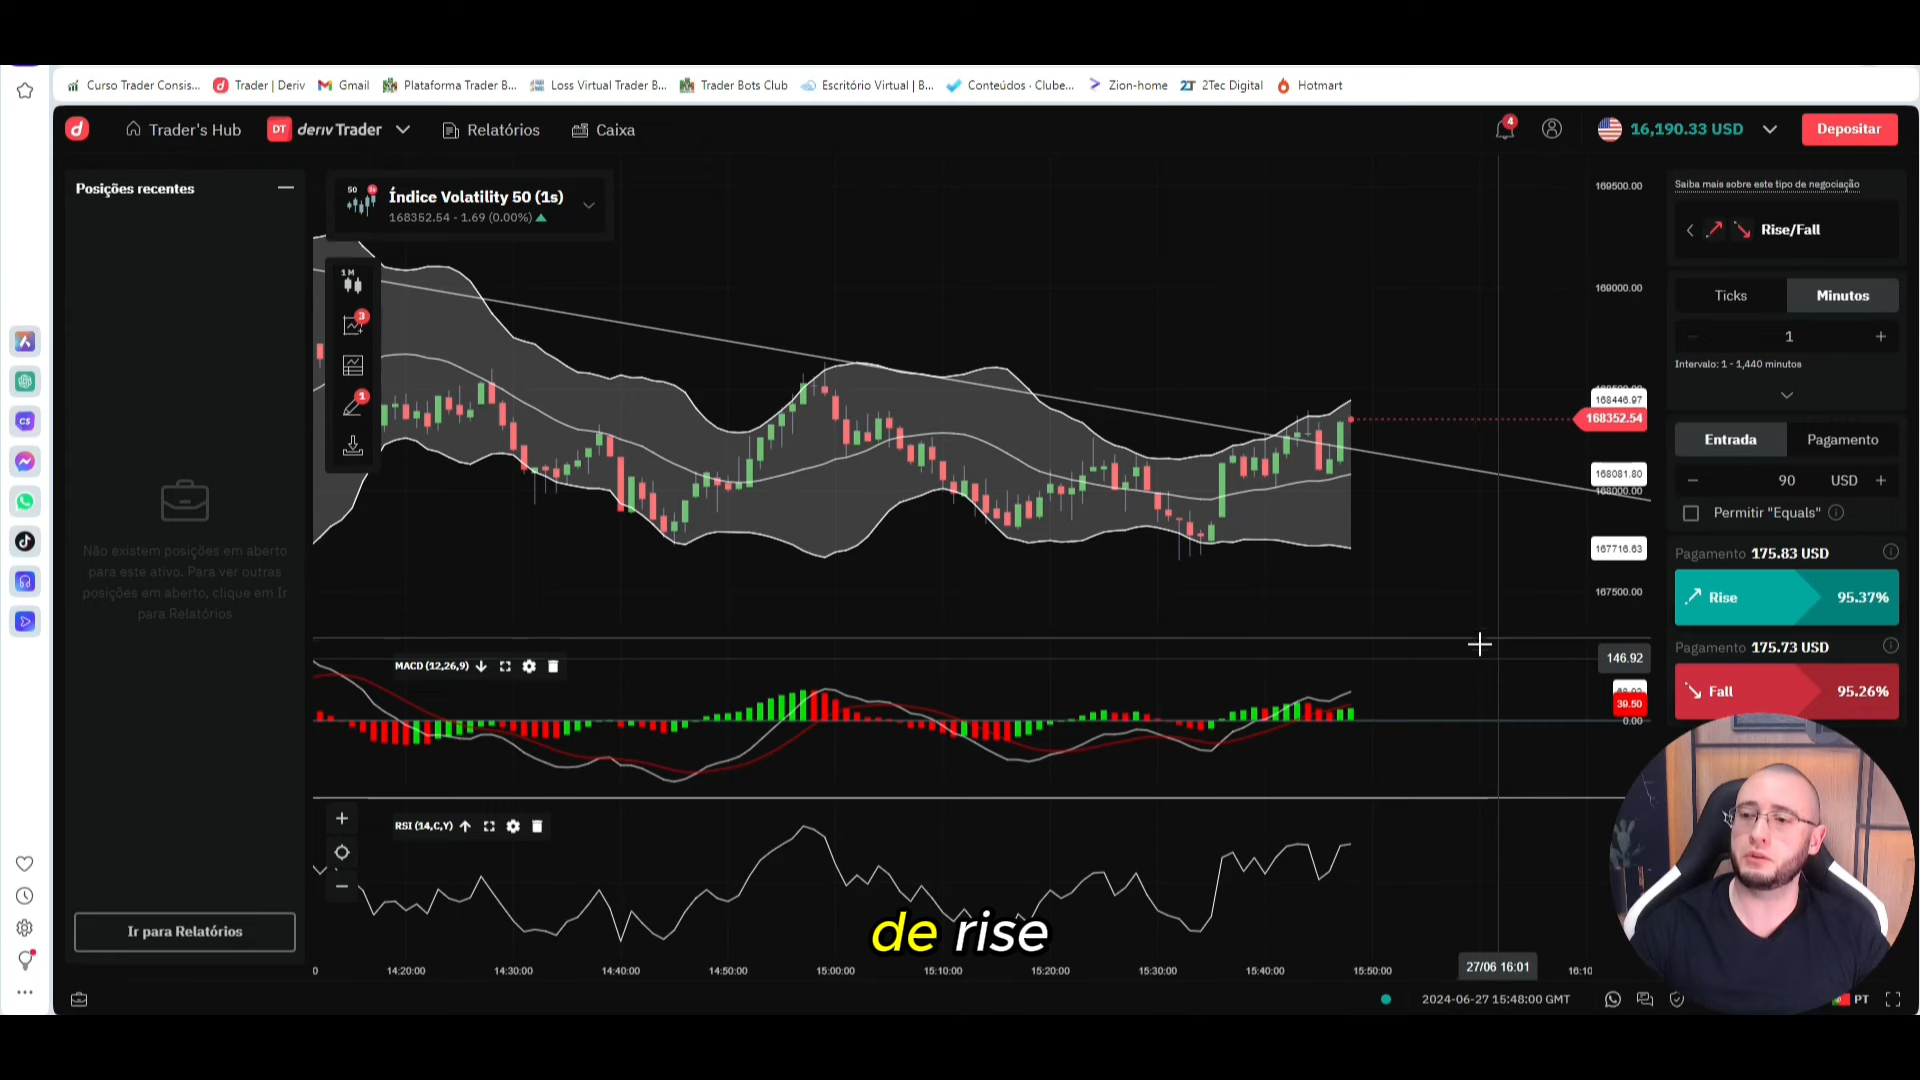 Curso Trader Consis...
Trader | Deriv
Gmail
Plataforma Trader B...
Loss Virtual Trader B...
Trader Bots Club
Escritório Virtual | B...
Conteúdos · Clube...
Zion-home
2Tec Digital
Hotmart
Trader's Hub
DT
deriv Trader
Relatórios
Caixa
4
16,190.33 USD
Depositar
Posições recentes
50 1s
Índice Volatility 50 (1s)
168352.54 - 1.69 (0.00%)
1 M
3
1
Não existem posições em aberto
para este ativo. Para ver outras
posições em aberto, clique em Ir
para Relatórios
Ir para Relatórios
169500.00
169000.00
168446.97
168352.54
168081.80
168000.00
167716.63
167500.00
MACD (12,26,9)
146.92
39.50
0.00
RSI (14,C,Y)
de rise
0
14:20:00
14:30:00
14:40:00
14:50:00
15:00:00
15:10:00
15:20:00
15:30:00
15:40:00
15:50:00
27/06 16:01
16:10
2024-06-27 15:48:00 GMT
PT
Saiba mais sobre este tipo de negociação
Rise/Fall
Ticks
Minutos
1
Intervalo: 1 - 1,440 minutos
Entrada
Pagamento
90
USD
Permitir "Equals"
Pagamento 175.83 USD
Rise
95.37%
Pagamento 175.73 USD
Fall
95.26%